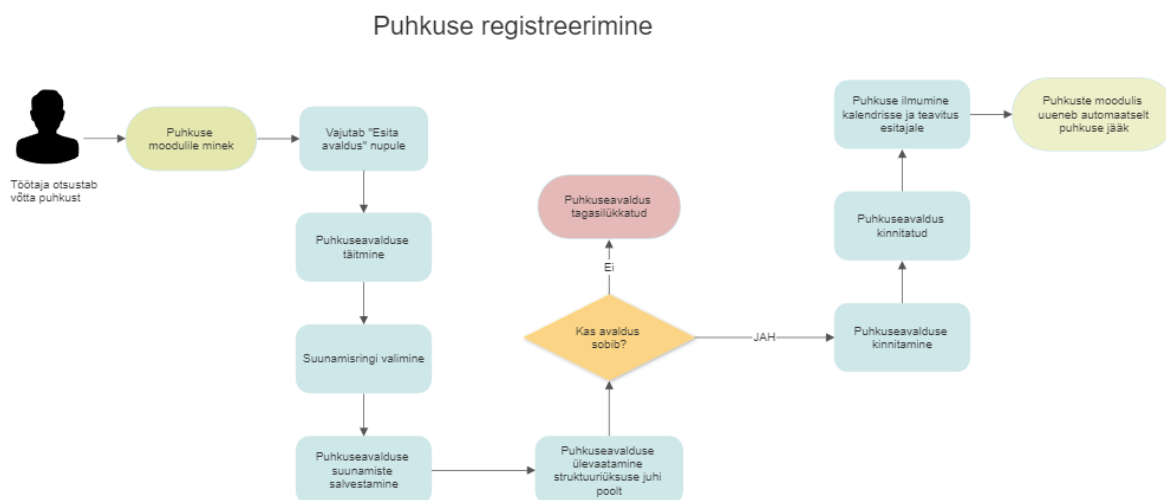 Puhkuse registreerimine
Töötaja otsustab
võtta puhkust
Puhkuse
moodulile minek
Vajutab "Esita
avaldus" nupule
Puhkuseavalduse
täitmine
Suunamisringi valimine
Puhkuseavalduse
suunamiste
salvestamine
Puhkuseavalduse
ülevaatamine
struktuuriüksuse juhi
poolt
Kas avaldus
sobib?
Ei
Puhkuseavaldus
tagasilükkatud
JAH
Puhkuseavalduse
kinnitamine
Puhkuseavaldus
kinnitatud
Puhkuse ilmumine
kalendrisse ja teavitus
esitajale
Puhkuste moodulis
uueneb automaatselt
puhkuse jääk